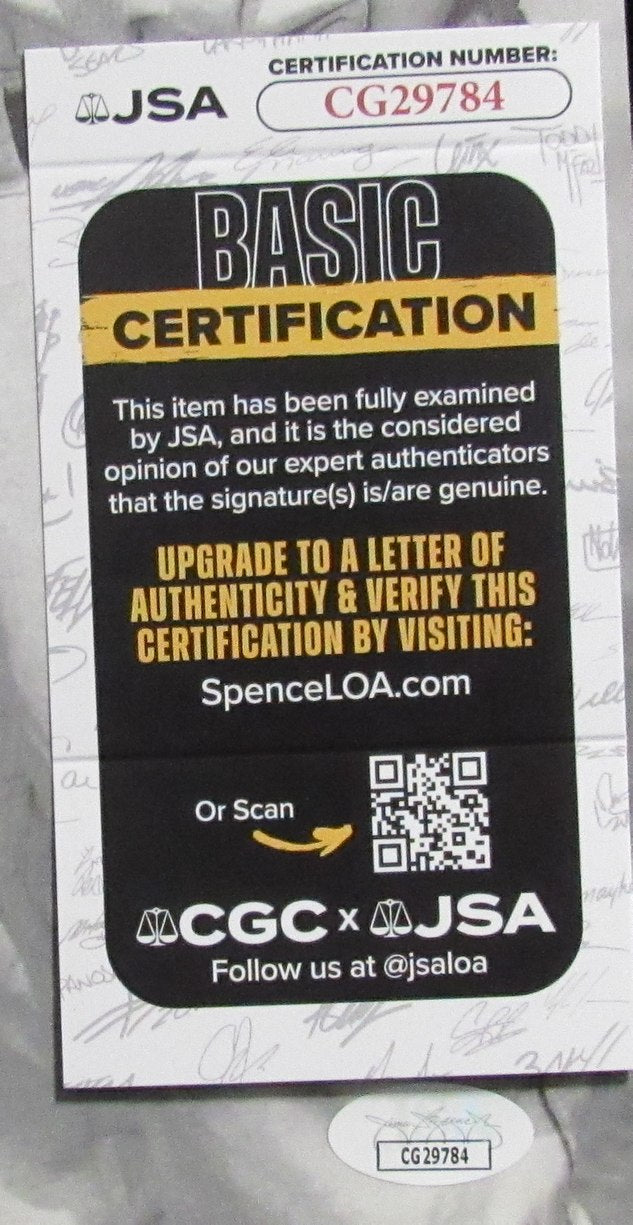 CERTIFICATION NUMBER:
JSA
CG29784
BASIC
CERTIFICATION
This item has been fully examined
by JSA, and it is the considered
opinion of our expert authenticators
that the signature(s) is/are genuine.
UPGRADE TO A LETTER OF
AUTHENTICITY & VERIFY THIS
CERTIFICATION BY VISITING:
SpenceLOA.com
Or Scan
CGC x JSA
Follow us at @jsaloa
CG29784